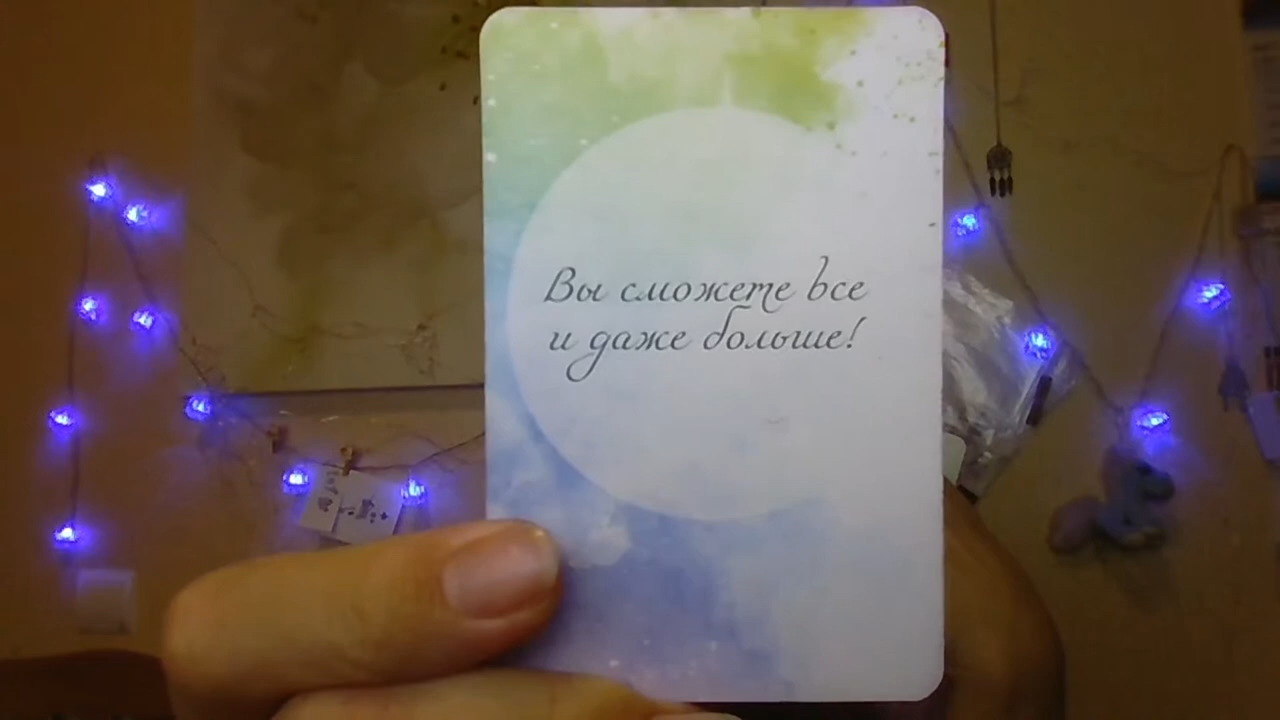 Вы сможете все
и даже больше!